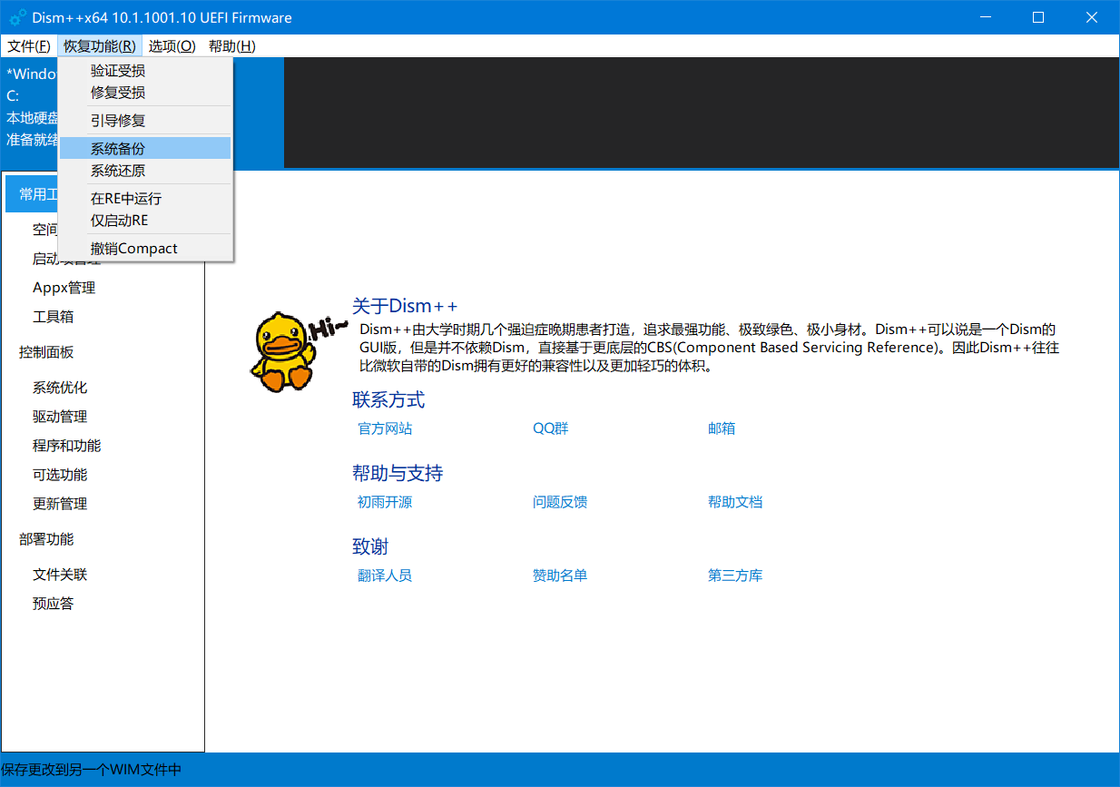 Dism++x64 10.1.1001.10 UEFI Firmware
文件(F) 恢复功能(R) 选项(O) 帮助(H)
*Windo
C:
本地硬盘
准备就绪
验证受损
修复受损
引导修复
系统备份
系统还原
在RE中运行
仅启动RE
撤销Compact
常用工
空间
启动项管理
Appx管理
工具箱
控制面板
系统优化
驱动管理
程序和功能
可选功能
更新管理
部署功能
文件关联
预应答
Hi~
关于Dism++
Dism++由大学时期几个强迫症晚期患者打造，追求最强功能、极致绿色、极小身材。Dism++可以说是一个Dism的
GUI版，但是并不依赖Dism，直接基于更底层的CBS(Component Based Servicing Reference)。因此Dism++往往
比微软自带的Dism拥有更好的兼容性以及更加轻巧的体积。
联系方式
官方网站 QQ群 邮箱
帮助与支持
初雨开源 问题反馈 帮助文档
致谢
翻译人员 赞助名单 第三方库
保存更改到另一个WIM文件中